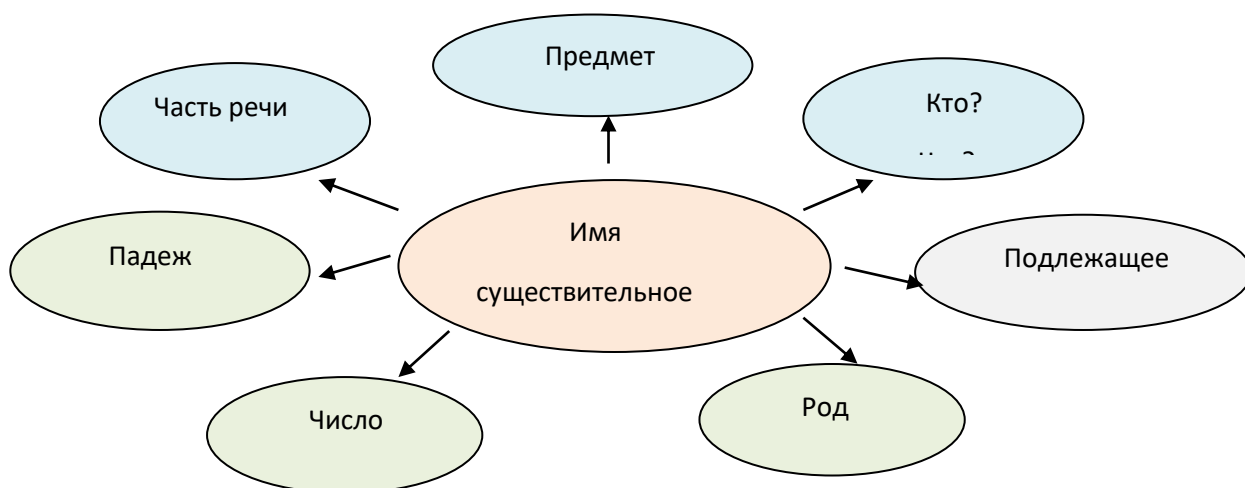 Предмет
Часть речи
Кто?
Имя
существительное
Падеж
Подлежащее
Число
Род